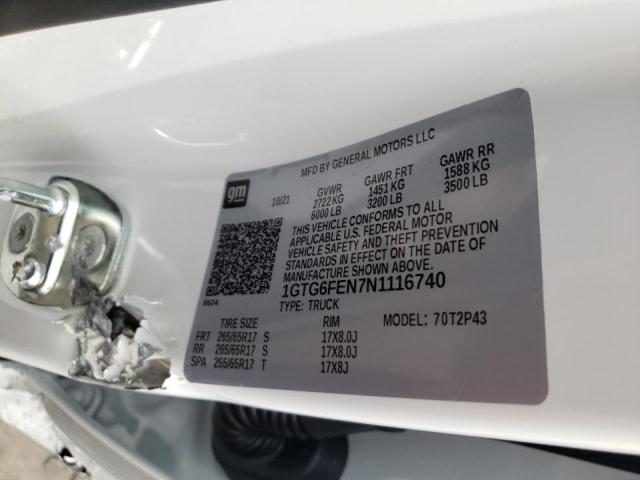 MFD BY GENERAL MOTORS LLC
gm
10/21
GVWR
2722 KG
6000 LB
GAWR FRT
1451 KG
3200 LB
GAWR RR
1588 KG
3500 LB
THIS VEHICLE CONFORMS TO ALL
APPLICABLE U.S. FEDERAL MOTOR
VEHICLE SAFETY AND THEFT PREVENTION
STANDARDS IN EFFECT ON THE DATE OF
MANUFACTURE SHOWN ABOVE.
1GTG6FEN7N1116740
8624
TYPE: TRUCK
TIRE SIZE RIM MODEL: 70T2P43
FRT 265/65R17 S 17X8.0J
RR 265/65R17 S 17X8.0J
SPA 255/65R17 T 17X8J